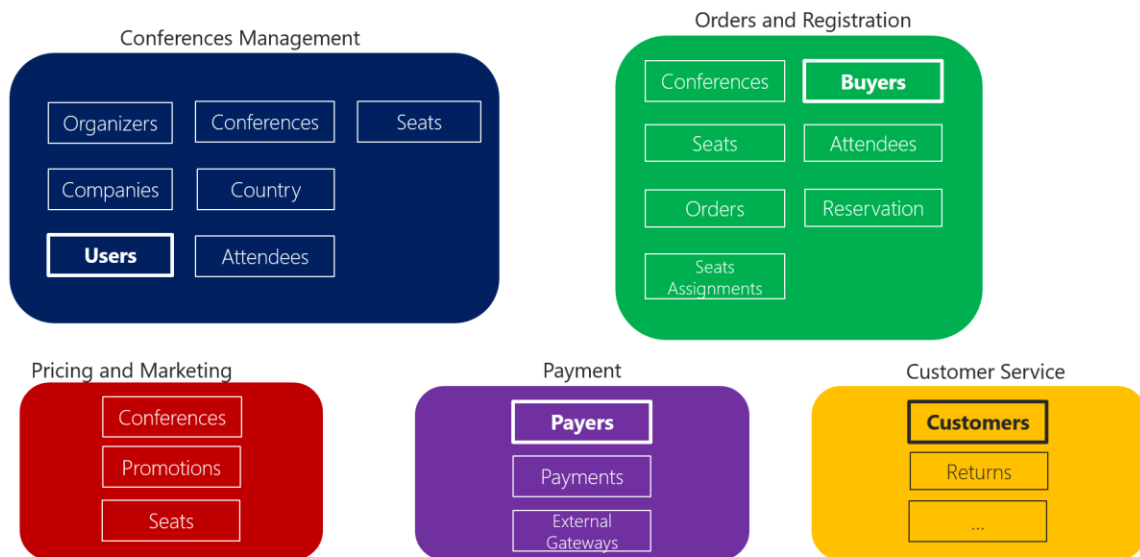 Conferences Management
Organizers
Conferences
Seats
Companies
Country
Users
Attendees
Orders and Registration
Conferences
Buyers
Seats
Attendees
Orders
Reservation
Seats
Assignments
Pricing and Marketing
Conferences
Promotions
Seats
Payment
Payers
Payments
External
Gateways
Customer Service
Customers
Returns
...